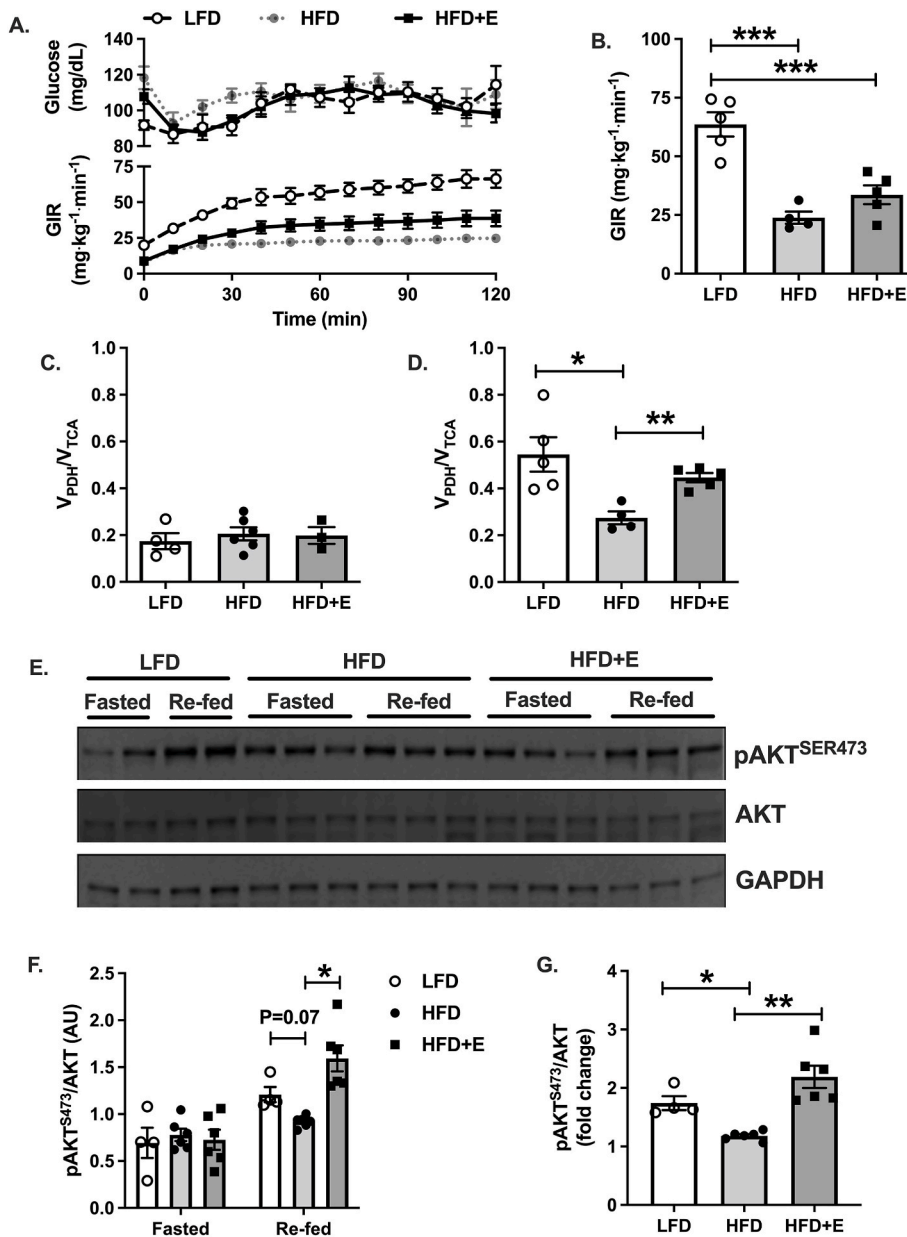 A.
LFD HFD HFD+E
Glucose
(mg/dL)
140
120
100
80
60
GIR
(mg·kg⁻¹·min⁻¹)
75
50
25
0
0 30 60 90 120
Time (min)
B.
***
***
GIR (mg·kg⁻¹·min⁻¹)
100
75
50
25
0
LFD HFD HFD+E
C.
V_PDH/V_TCA
1.0
0.8
0.6
0.4
0.2
0.0
LFD HFD HFD+E
D.
*
**
V_PDH/V_TCA
1.0
0.8
0.6
0.4
0.2
0.0
LFD HFD HFD+E
E.
LFD HFD HFD+E
Fasted Re-fed Fasted Re-fed Fasted Re-fed
pAKT^SER473
AKT
GAPDH
F.
LFD
HFD
HFD+E
*
P=0.07
pAKT^S473/AKT (AU)
2.5
2.0
1.5
1.0
0.5
0.0
Fasted Re-fed
G.
*
**
pAKT^S473/AKT
(fold change)
4
3
2
1
0
LFD HFD HFD+E